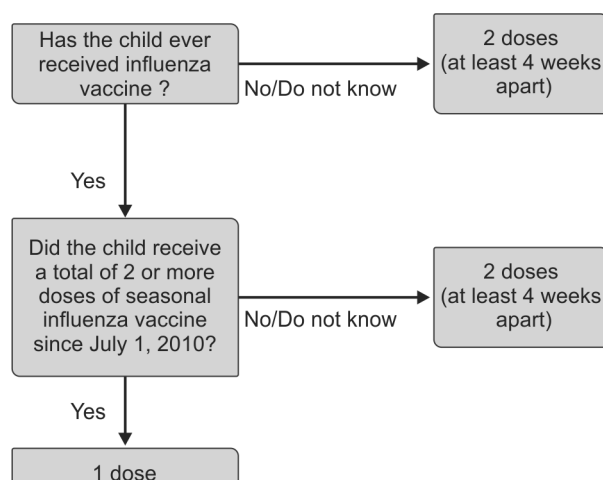 Has the child ever
received influenza
vaccine ?
No/Do not know
2 doses
(at least 4 weeks
apart)
Yes
Did the child receive
a total of 2 or more
doses of seasonal
influenza vaccine
since July 1, 2010?
No/Do not know
2 doses
(at least 4 weeks
apart)
Yes
1 dose